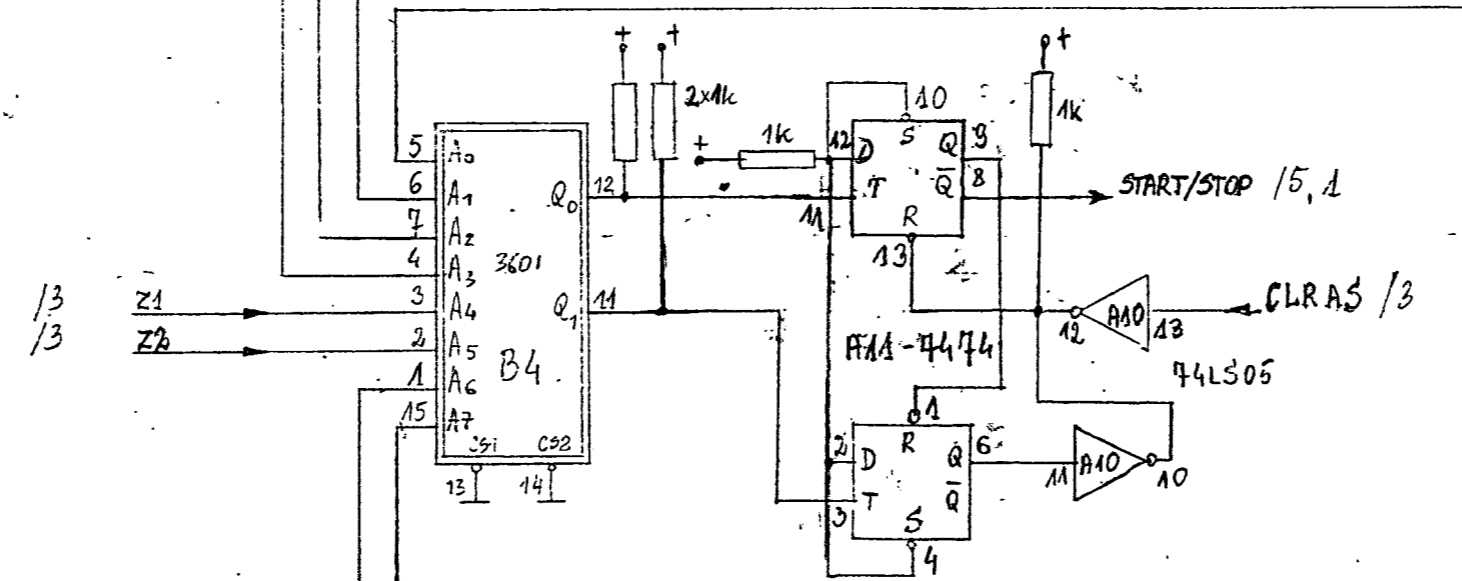 + +
2x1k
+ 1k
+
1k
5 A0
6 A1
7 A2
4 A3
3 A4
2 A5
1 A6
15 A7
/3 Z1
/3 Z2
3601
B4
Q0 12
Q1 11
CS1 CS2
13 14
12 D
11 T
10 S
Q 9
Q̅ 8
R
13
START/STOP /5,1
CLRAS /3
A10
12 13
74LS05
A11-7474
1
R
2 D
3 T
Q 6
Q̅
S
4
11 A10 10